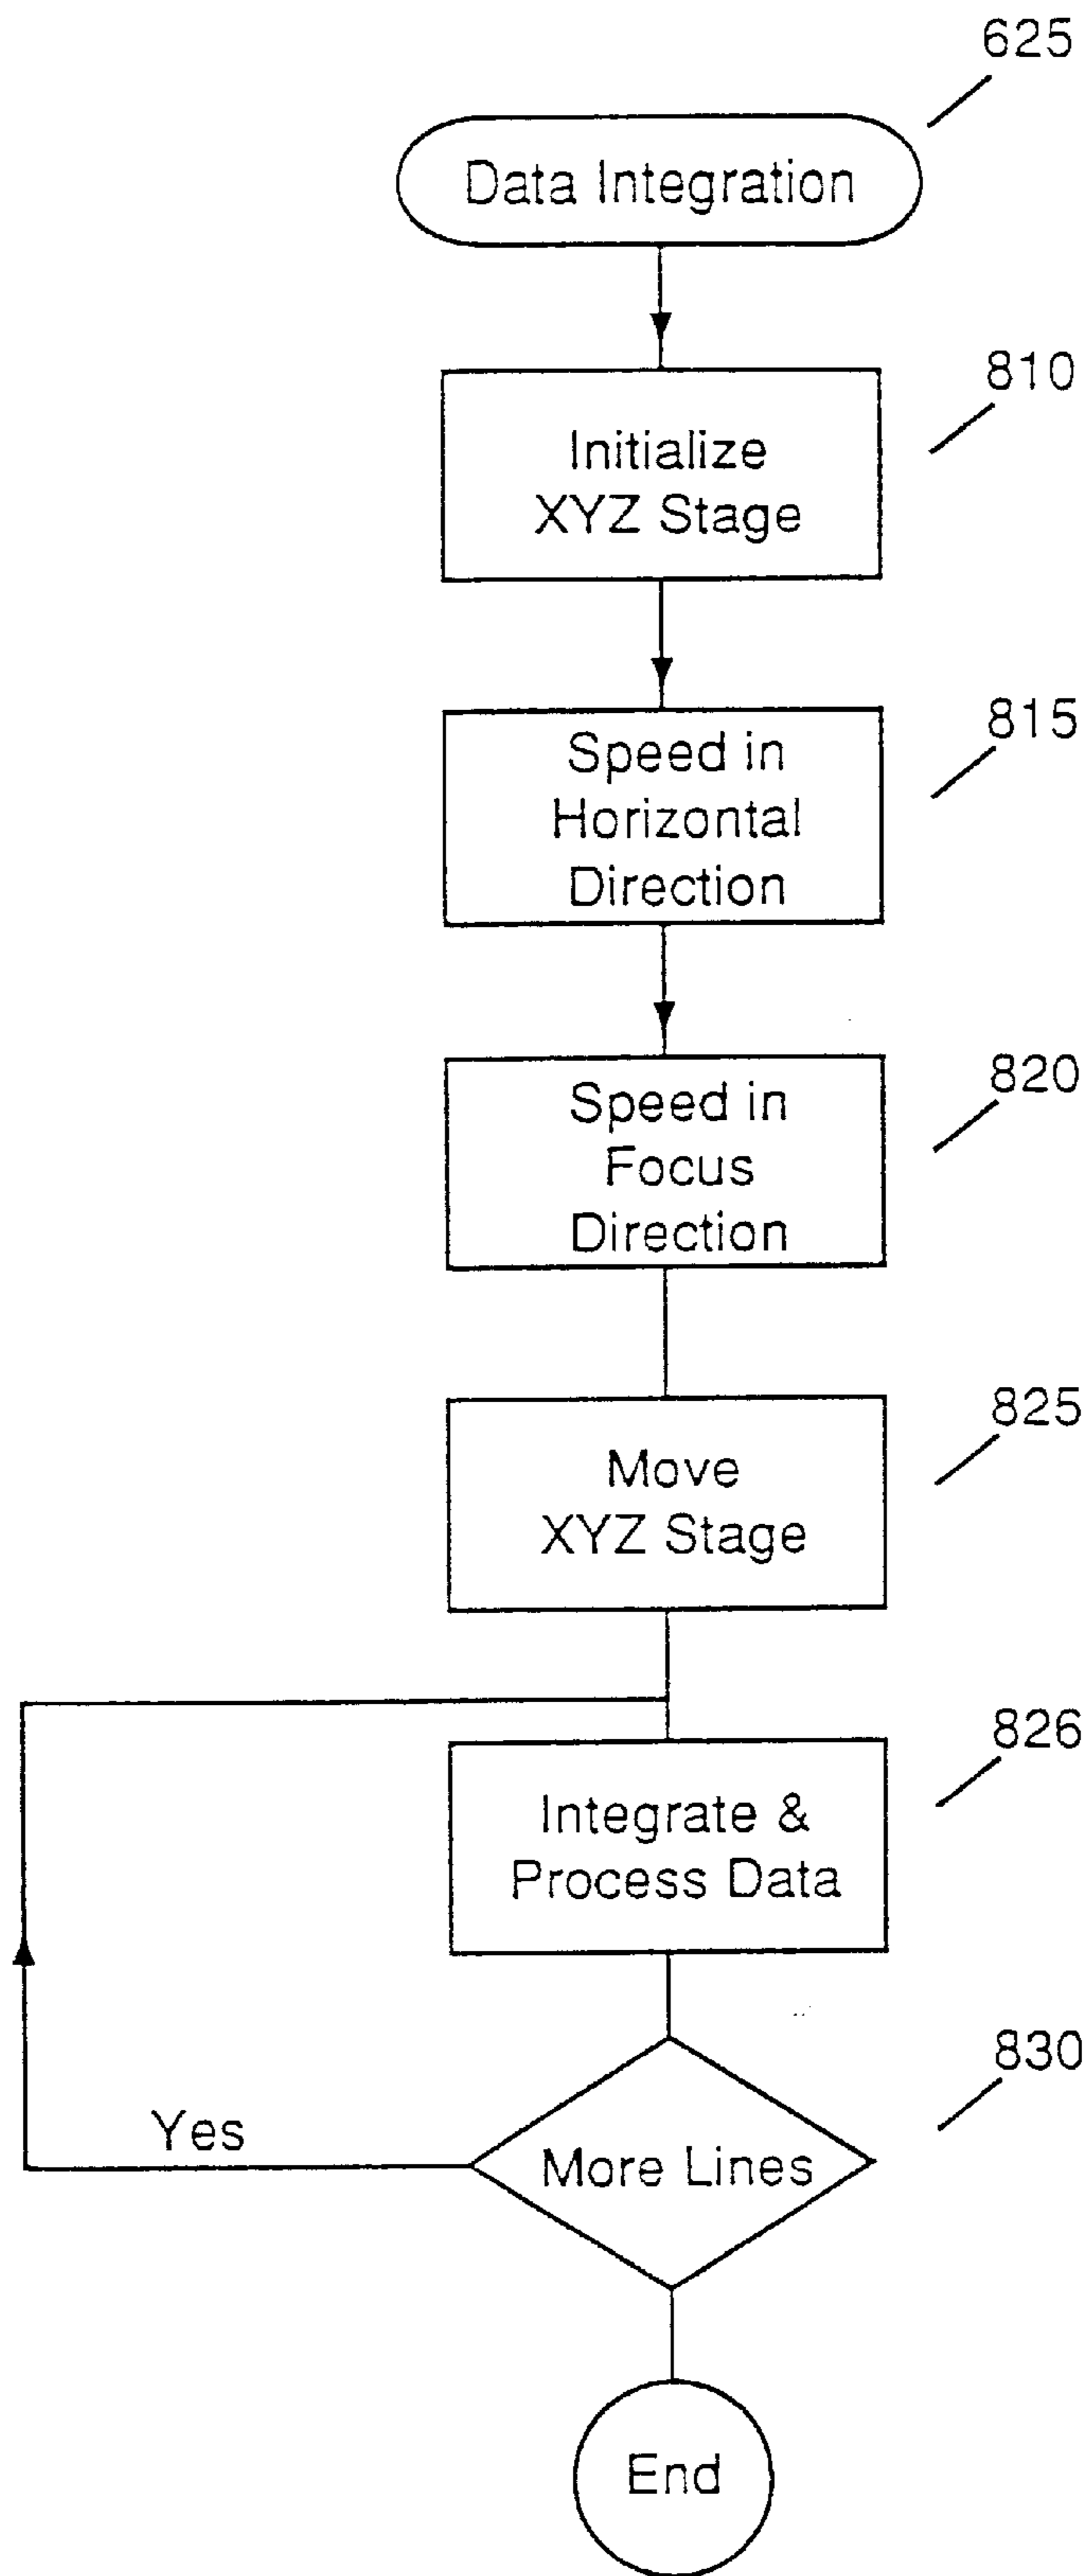 625
Data Integration
810
Initialize
XYZ Stage
815
Speed in
Horizontal
Direction
820
Speed in
Focus
Direction
825
Move
XYZ Stage
826
Integrate &
Process Data
830
Yes
More Lines
End